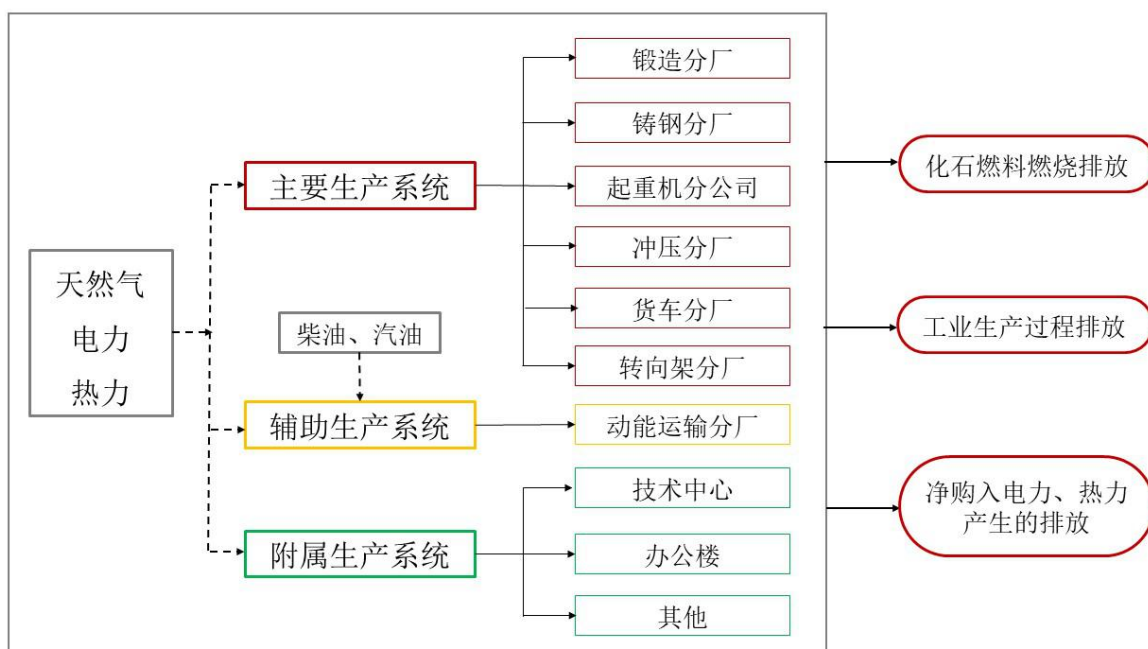 天然气
电力
热力
主要生产系统
柴油、汽油
辅助生产系统
附属生产系统
锻造分厂
铸钢分厂
起重机分公司
冲压分厂
货车分厂
转向架分厂
动能运输分厂
技术中心
办公楼
其他
化石燃料燃烧排放
工业生产过程排放
净购入电力、热力
产生的排放